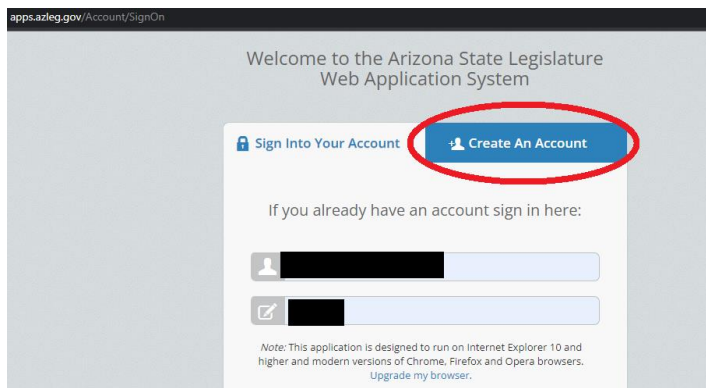 apps.azleg.gov/Account/SignOn
Welcome to the Arizona State Legislature
Web Application System
Sign Into Your Account
Create An Account
If you already have an account sign in here:
Note: This application is designed to run on Internet Explorer 10 and
higher and modern versions of Chrome, Firefox and Opera browsers.
Upgrade my browser.